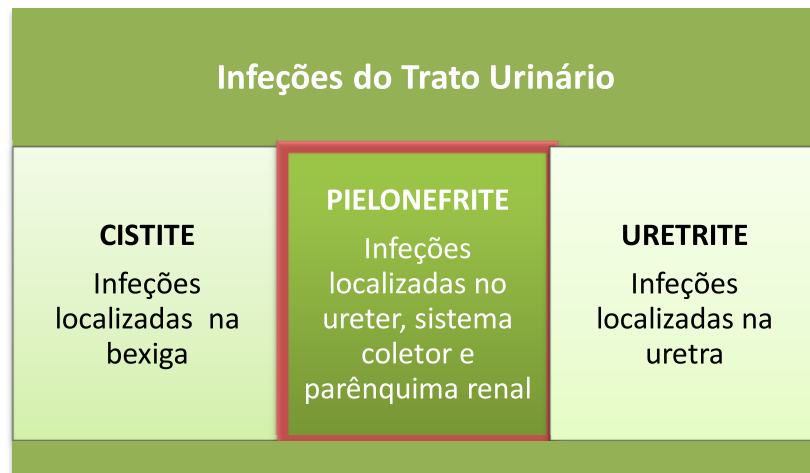 Infeções do Trato Urinário
CISTITE
Infeções
localizadas na
bexiga
PIELONEFRITE
Infeções
localizadas no
ureter, sistema
coletor e
parênquima renal
URETRITE
Infeções
localizadas na
uretra